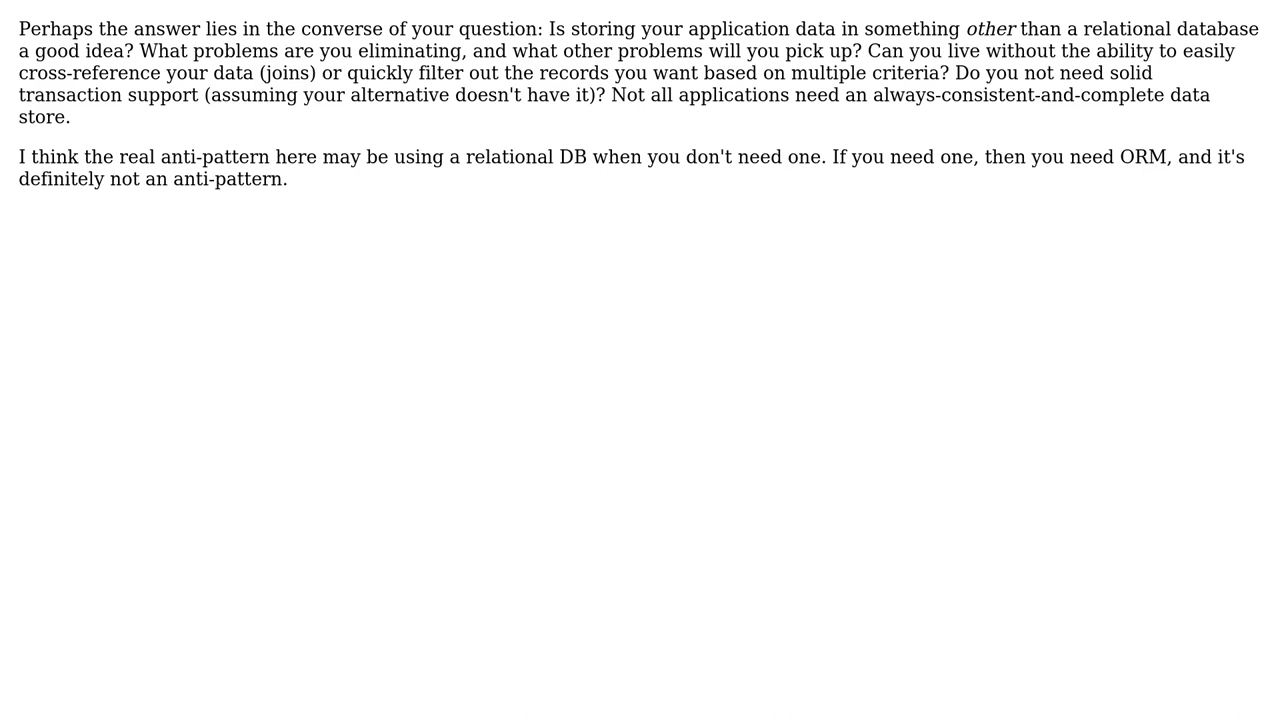 Perhaps the answer lies in the converse of your question: Is storing your application data in something other than a relational database
a good idea? What problems are you eliminating, and what other problems will you pick up? Can you live without the ability to easily
cross-reference your data (joins) or quickly filter out the records you want based on multiple criteria? Do you not need solid
transaction support (assuming your alternative doesn't have it)? Not all applications need an always-consistent-and-complete data
store.
I think the real anti-pattern here may be using a relational DB when you don't need one. If you need one, then you need ORM, and it's
definitely not an anti-pattern.